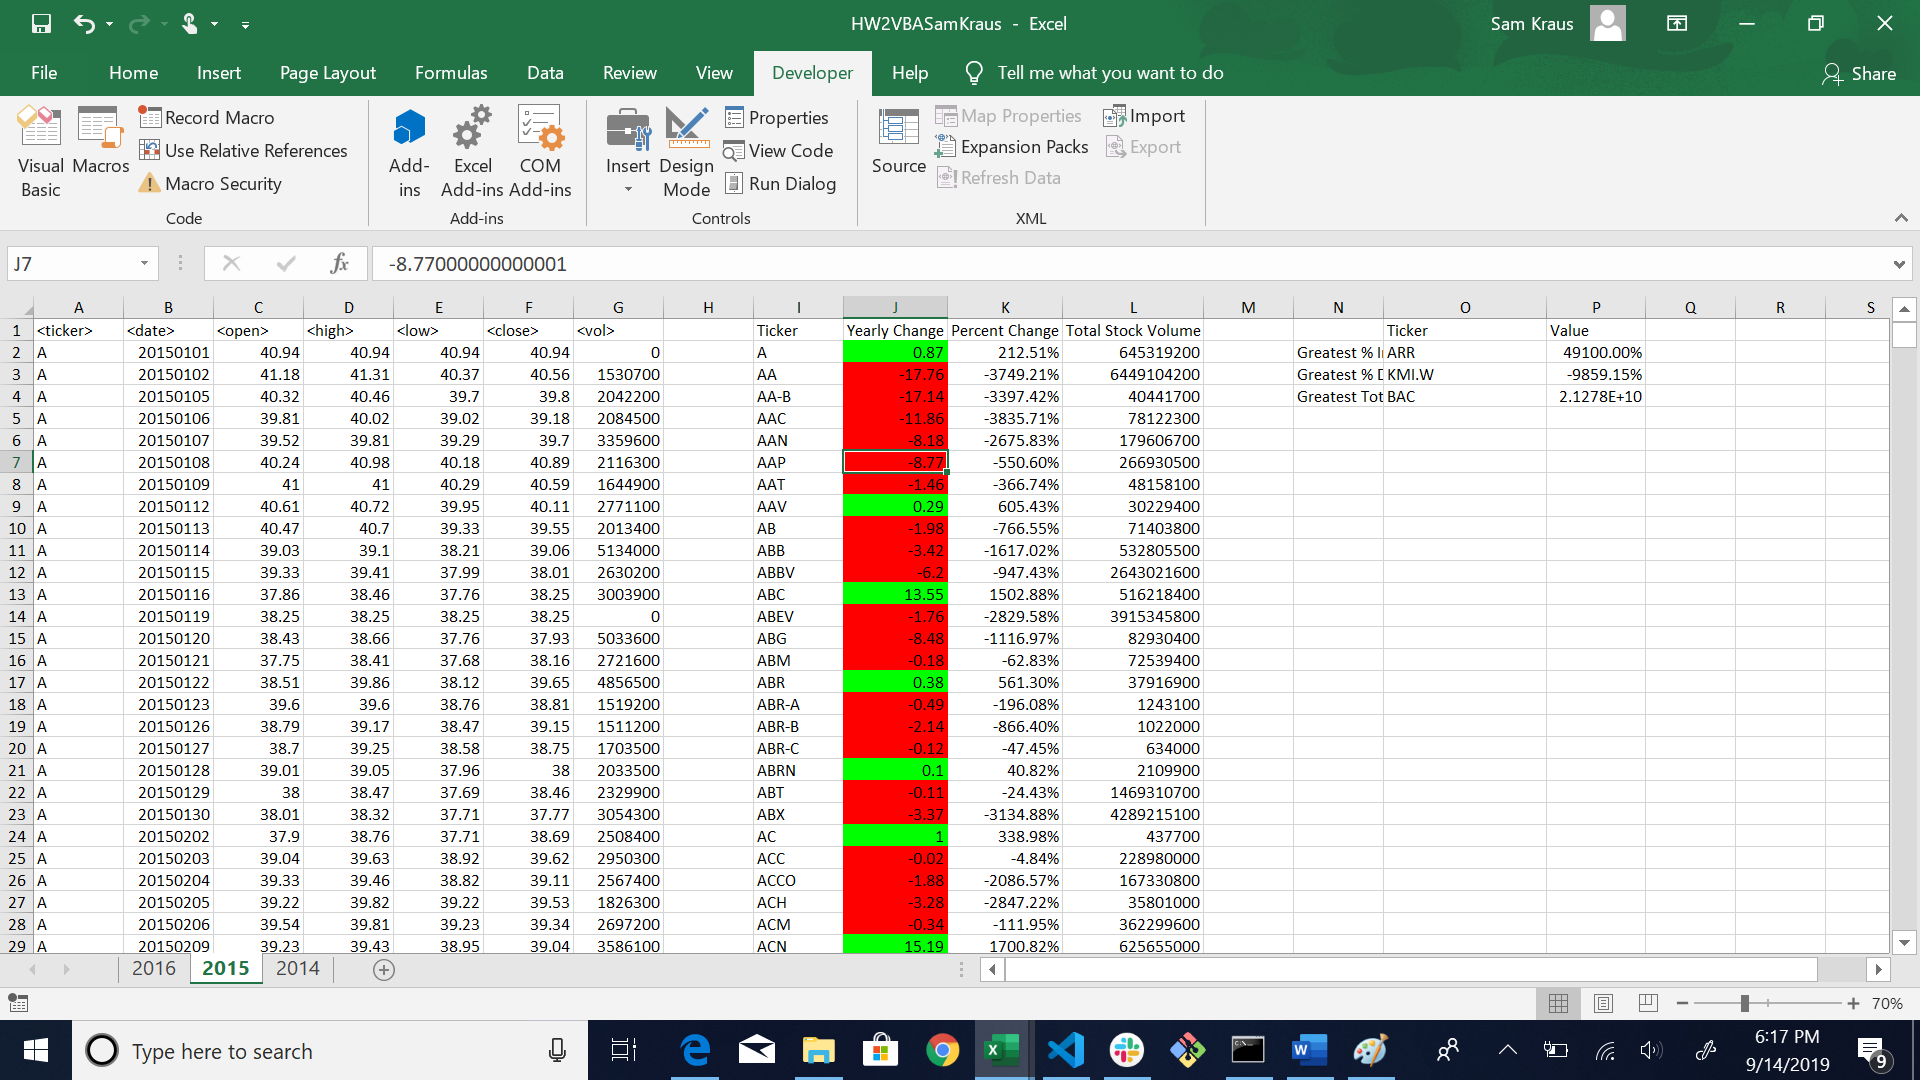 HW2VBASamKraus - Excel
Sam Kraus
File Home Insert Page Layout Formulas Data Review View Developer Help Tell me what you want to do Share
Visual Basic
Macros
Record Macro
Use Relative References
Macro Security
Code
Add-ins
Excel Add-ins
COM Add-ins
Add-ins
Insert
Design Mode
Properties
View Code
Run Dialog
Controls
Source
Map Properties
Expansion Packs
Refresh Data
Import
Export
XML
J7 fx -8.77000000000001
A B C D E F G H I J K L M N O P Q R S
1 <ticker> <date> <open> <high> <low> <close> <vol> Ticker Yearly Change Percent Change Total Stock Volume Ticker Value
2 A 20150101 40.94 40.94 40.94 40.94 0 A 0.87 212.51% 645319200 Greatest % I ARR 49100.00%
3 A 20150102 41.18 41.31 40.37 40.56 1530700 AA -17.76 -3749.21% 6449104200 Greatest % D KMI.W -9859.15%
4 A 20150105 40.32 40.46 39.7 39.8 2042200 AA-B -17.14 -3397.42% 40441700 Greatest Tot BAC 2.1278E+10
5 A 20150106 39.81 40.02 39.02 39.18 2084500 AAC -11.86 -3835.71% 78122300
6 A 20150107 39.52 39.81 39.29 39.7 3359600 AAN -8.18 -2675.83% 179606700
7 A 20150108 40.24 40.98 40.18 40.89 2116300 AAP -8.77 -550.60% 266930500
8 A 20150109 41 41 40.29 40.59 1644900 AAT -1.46 -366.74% 48158100
9 A 20150112 40.61 40.72 39.95 40.11 2771100 AAV 0.29 605.43% 30229400
10 A 20150113 40.47 40.7 39.33 39.55 2013400 AB -1.98 -766.55% 71403800
11 A 20150114 39.03 39.1 38.21 39.06 5134000 ABB -3.42 -1617.02% 532805500
12 A 20150115 39.33 39.41 37.99 38.01 2630200 ABBV -6.2 -947.43% 2643021600
13 A 20150116 37.86 38.46 37.76 38.25 3003900 ABC 13.55 1502.88% 516218400
14 A 20150119 38.25 38.25 38.25 38.25 0 ABEV -1.76 -2829.58% 3915345800
15 A 20150120 38.43 38.66 37.76 37.93 5033600 ABG -8.48 -1116.97% 82930400
16 A 20150121 37.75 38.41 37.68 38.16 2721600 ABM -0.18 -62.83% 72539400
17 A 20150122 38.51 39.86 38.12 39.65 4856500 ABR 0.38 561.30% 37916900
18 A 20150123 39.6 39.6 38.76 38.81 1519200 ABR-A -0.49 -196.08% 1243100
19 A 20150126 38.79 39.17 38.47 39.15 1511200 ABR-B -2.14 -866.40% 1022000
20 A 20150127 38.7 39.25 38.58 38.75 1703500 ABR-C -0.12 -47.45% 634000
21 A 20150128 39.01 39.05 37.96 38 2033500 ABRN 0.1 40.82% 2109900
22 A 20150129 38 38.47 37.69 38.46 2329900 ABT -0.11 -24.43% 1469310700
23 A 20150130 38.01 38.32 37.71 37.77 3054300 ABX -3.37 -3134.88% 4289215100
24 A 20150202 37.9 38.76 37.71 38.69 2508400 AC 1 338.98% 437700
25 A 20150203 39.04 39.63 38.92 39.62 2950300 ACC -0.02 -4.84% 228980000
26 A 20150204 39.33 39.46 38.82 39.11 2567400 ACCO -1.88 -2086.57% 167330800
27 A 20150205 39.22 39.82 39.22 39.53 1826300 ACH -3.28 -2847.22% 35801000
28 A 20150206 39.54 39.81 39.23 39.34 2697200 ACM -0.34 -111.95% 362299600
29 A 20150209 39.23 39.43 38.95 39.04 3586100 ACN 15.19 1700.82% 625655000
2016 2015 2014
70%
Type here to search
6:17 PM
9/14/2019
9